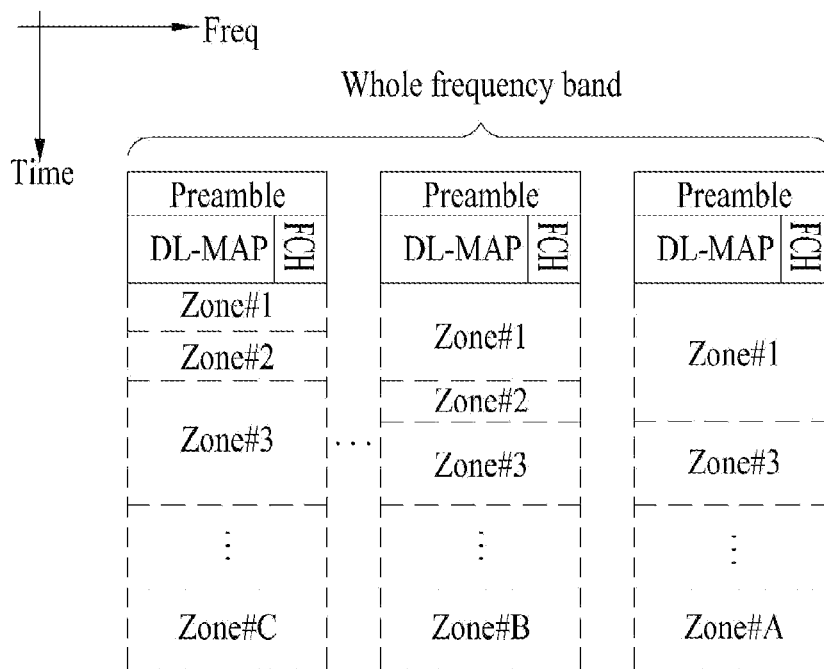 Freq
Time
Whole frequency band
Preamble
DL-MAP FCH
Zone#1
Zone#2
Zone#3
⋮
Zone#C
...
Preamble
DL-MAP FCH
Zone#1
Zone#2
Zone#3
⋮
Zone#B
Preamble
DL-MAP FCH
Zone#1
Zone#3
⋮
Zone#A